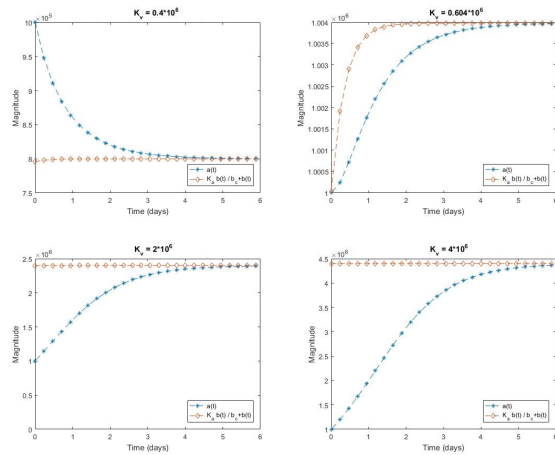 K_v = 0.4*10^6
×10^5
10
9.5
9
8.5
8
7.5
Magnitude
0 1 2 3 4 5 6
Time (days)
a(t)
K_a b(t) / b_c+b(t)
K_v = 0.604*10^6
×10^6
1.004
1.0035
1.003
1.0025
1.002
1.0015
1.001
1.0005
1
Magnitude
0 1 2 3 4 5 6
Time (days)
a(t)
K_a b(t) / b_c+b(t)
K_v = 2*10^6
×10^6
2.5
2
1.5
1
0.5
0
Magnitude
0 1 2 3 4 5 6
Time (days)
a(t)
K_a b(t) / b_c+b(t)
K_v = 4*10^6
×10^6
4.5
4
3.5
3
2.5
2
1.5
1
Magnitude
0 1 2 3 4 5 6
Time (days)
a(t)
K_a b(t) / b_c+b(t)